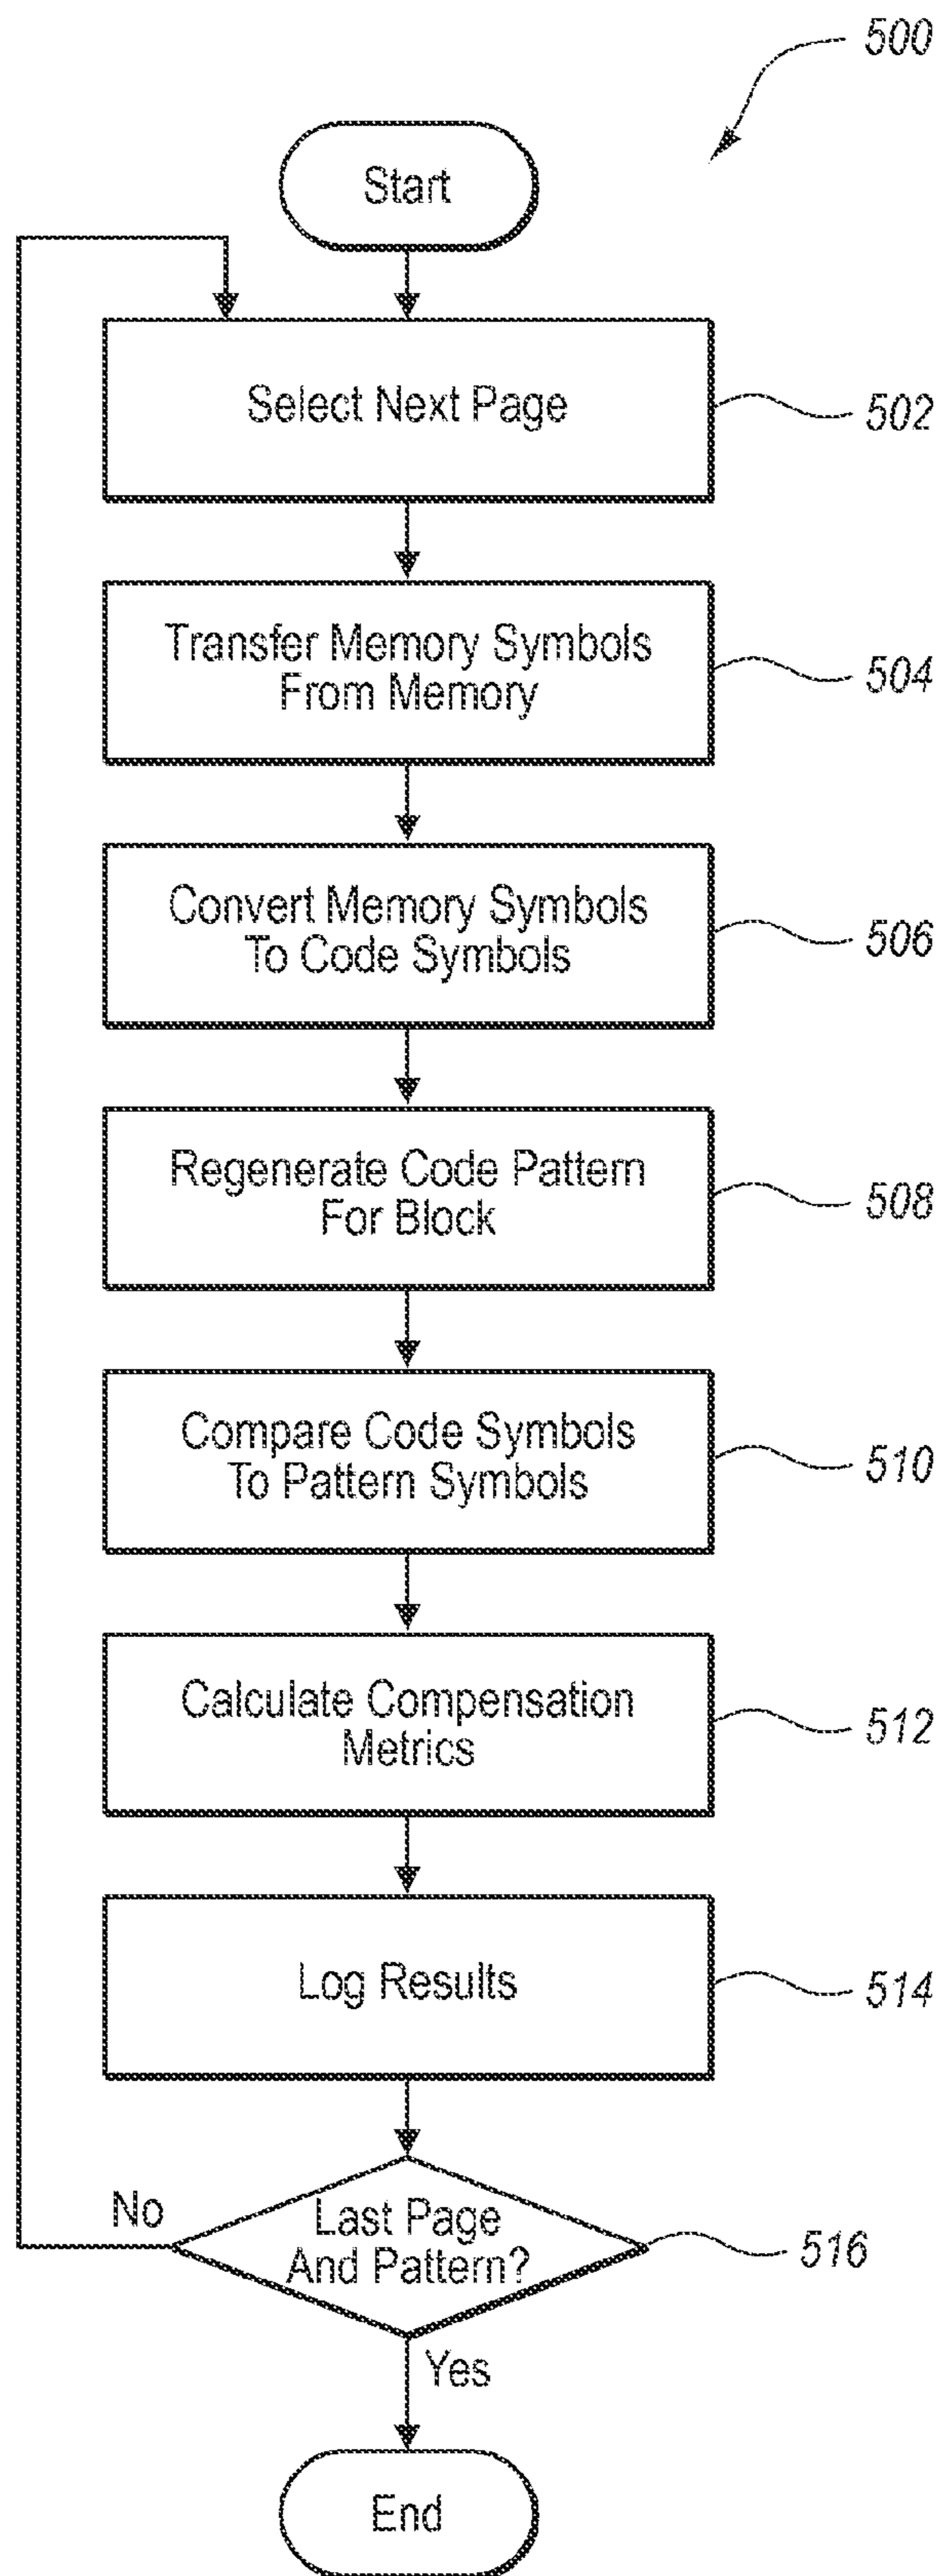 500
Start
Select Next Page
502
Transfer Memory Symbols
From Memory
504
Convert Memory Symbols
To Code Symbols
506
Regenerate Code Pattern
For Block
508
Compare Code Symbols
To Pattern Symbols
510
Calculate Compensation
Metrics
512
Log Results
514
No
Last Page
And Pattern?
516
Yes
End